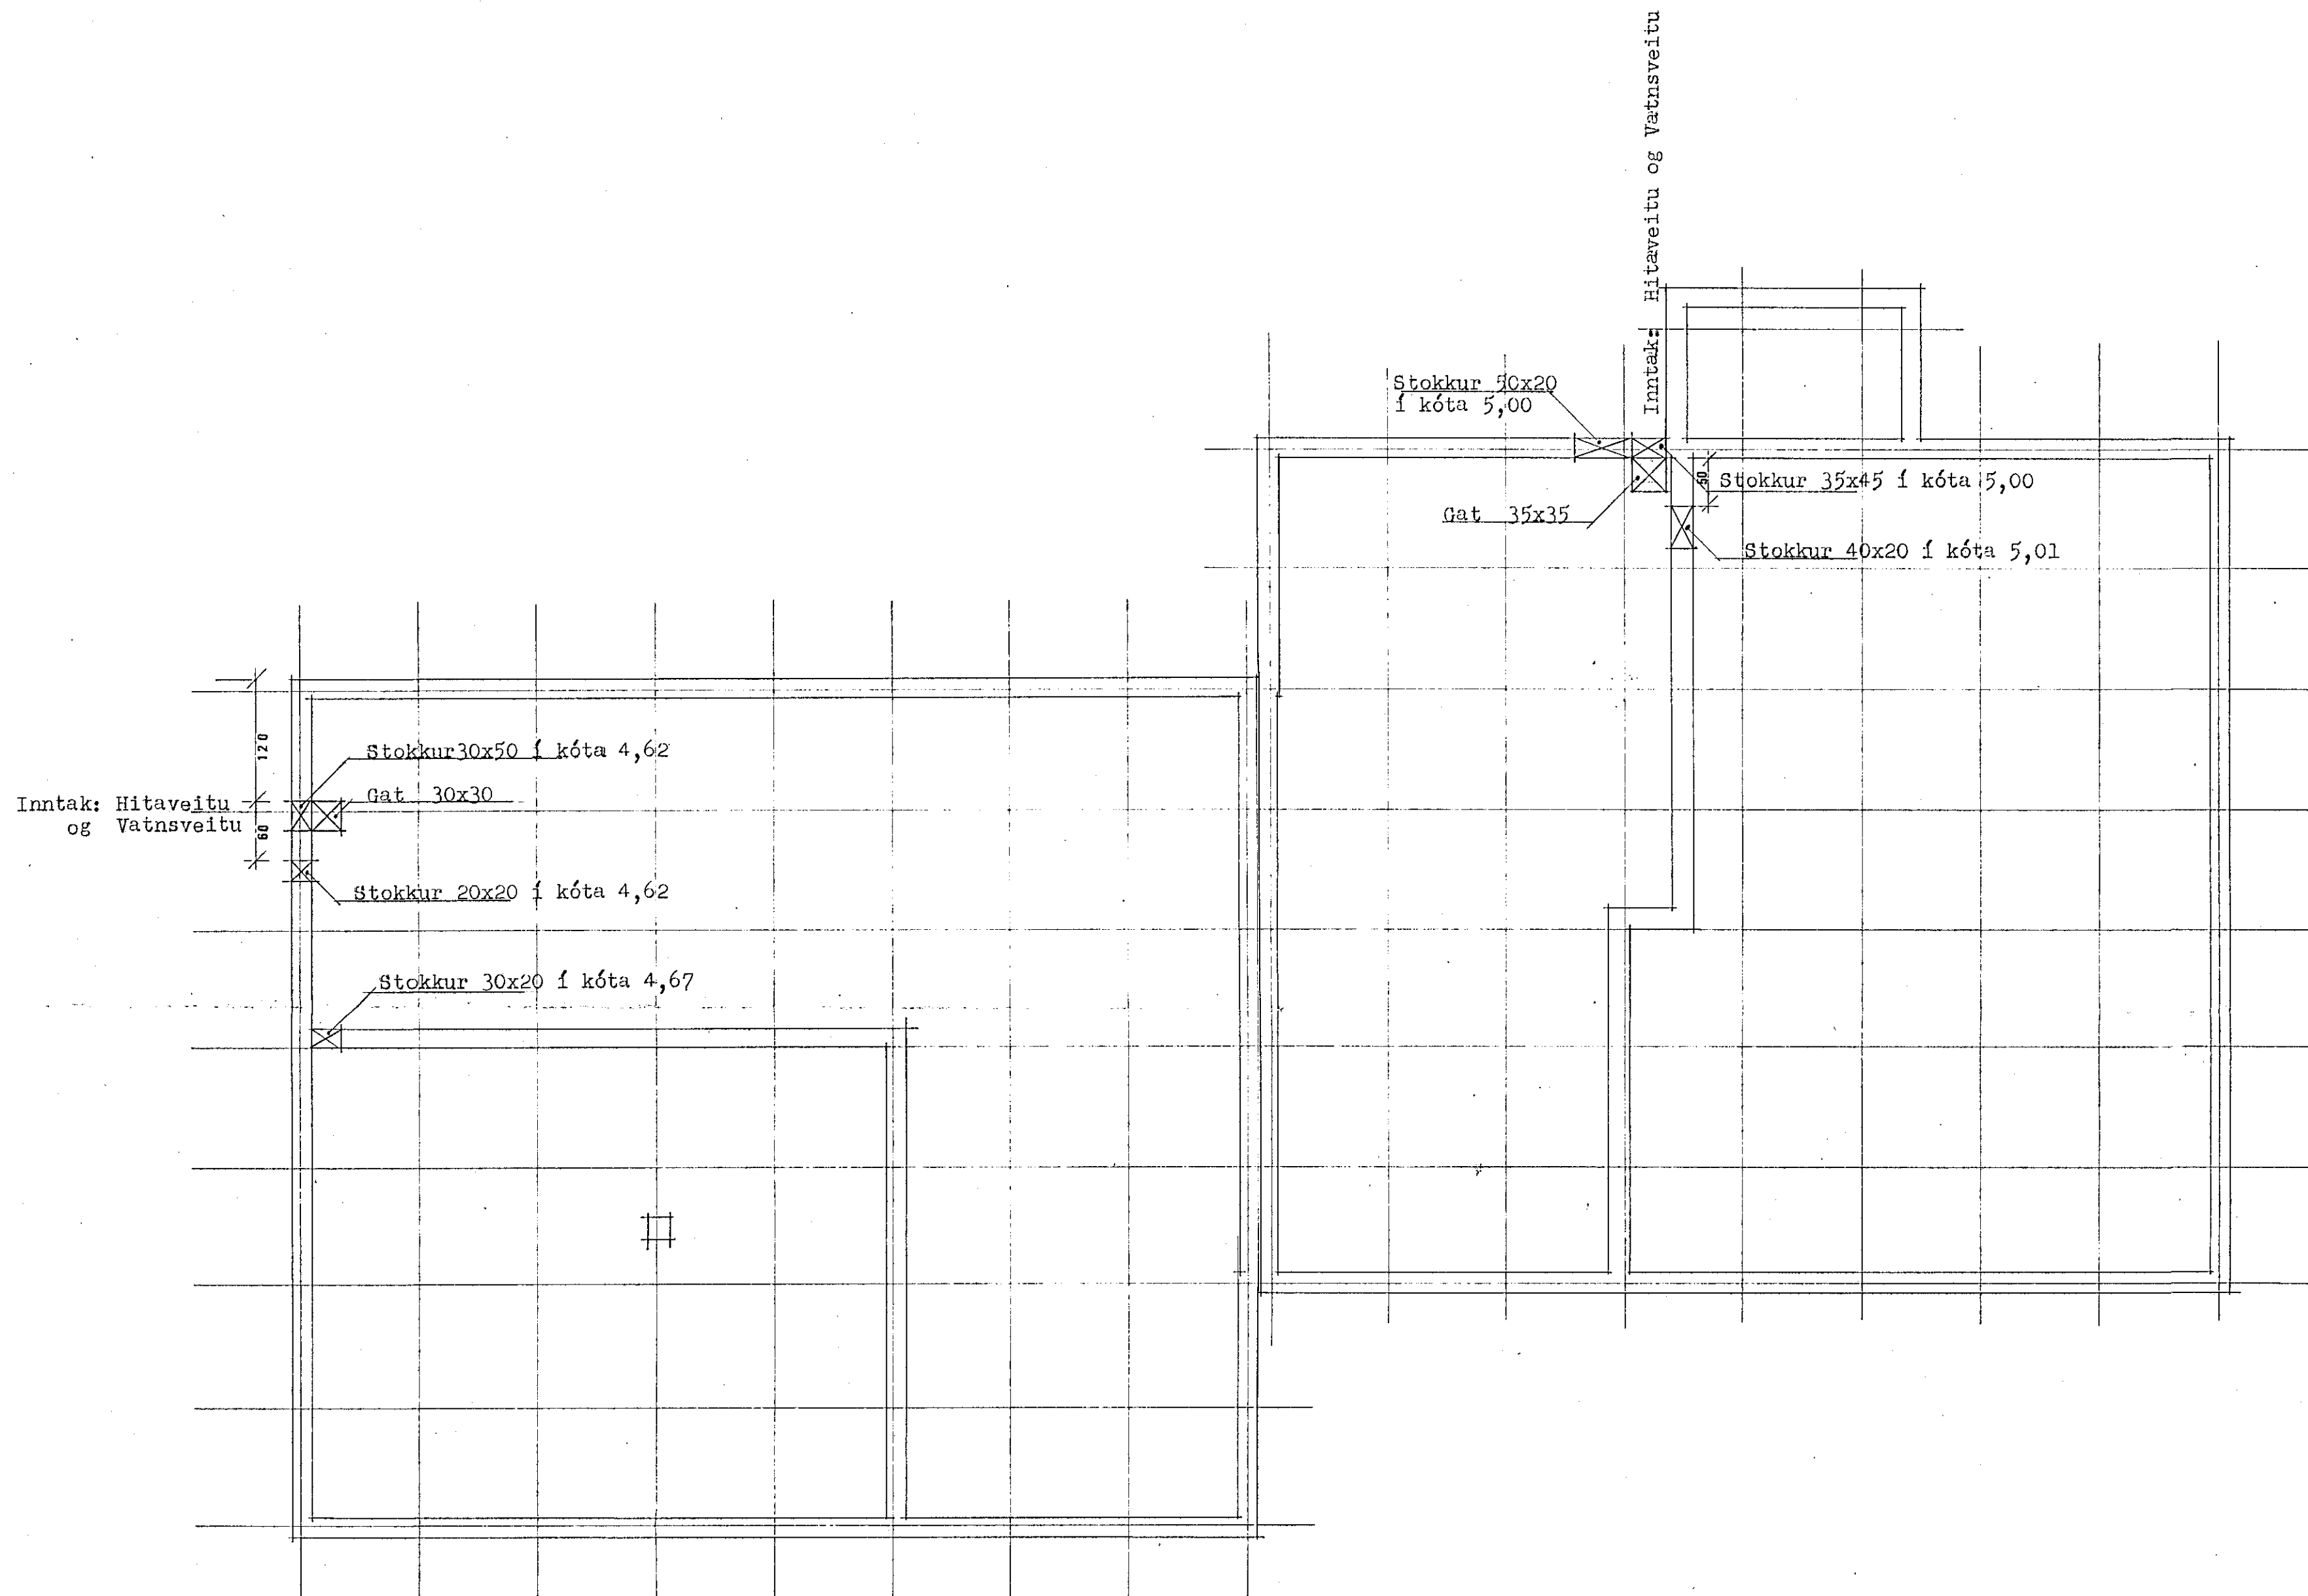 Inntak: Hitaveitu og Vatnsveitu
Stokkur 50x20
í kóta 5,00
50
Stokkur 35x45 í kóta 5,00
Gat 35x35
Stokkur 40x20 í kóta 5,01
120
Stokkur30x50 í kóta 4,62
Gat 30x30
Inntak: Hitaveitu
og Vatnsveitu
60
Stokkur 20x20 í kóta 4,62
Stokkur 30x20 í kóta 4,67